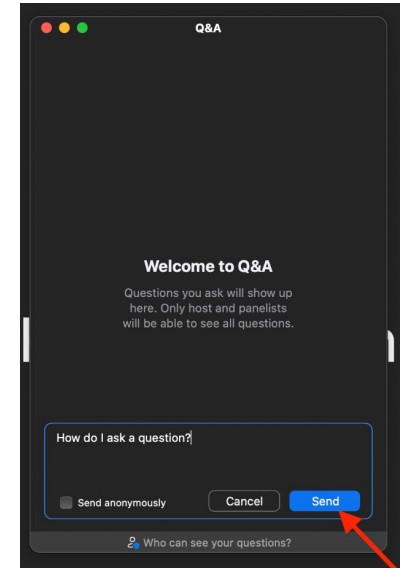 Q&A
Welcome to Q&A
Questions you ask will show up
here. Only host and panelists
will be able to see all questions.
How do I ask a question?
Send anonymously
Cancel
Send
Who can see your questions?